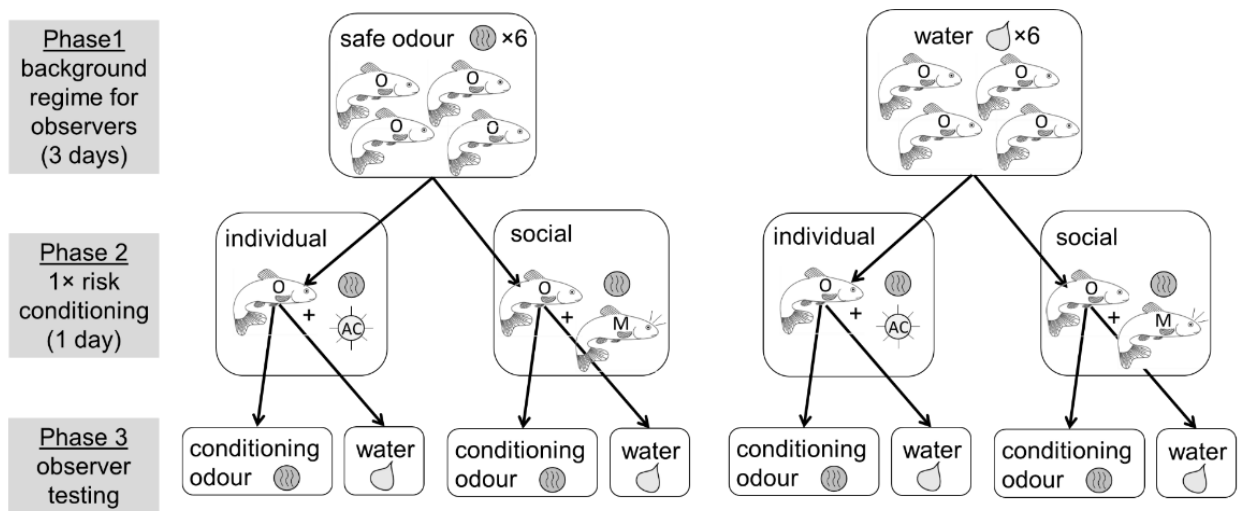 Phase1
background
regime for
observers
(3 days)
safe odour ×6
O
O
O
O
water ×6
O
O
O
O
Phase 2
1× risk
conditioning
(1 day)
individual
O
+
AC
social
O
+
M
individual
O
+
AC
social
O
+
M
Phase 3
observer
testing
conditioning
odour
water
conditioning
odour
water
conditioning
odour
water
conditioning
odour
water